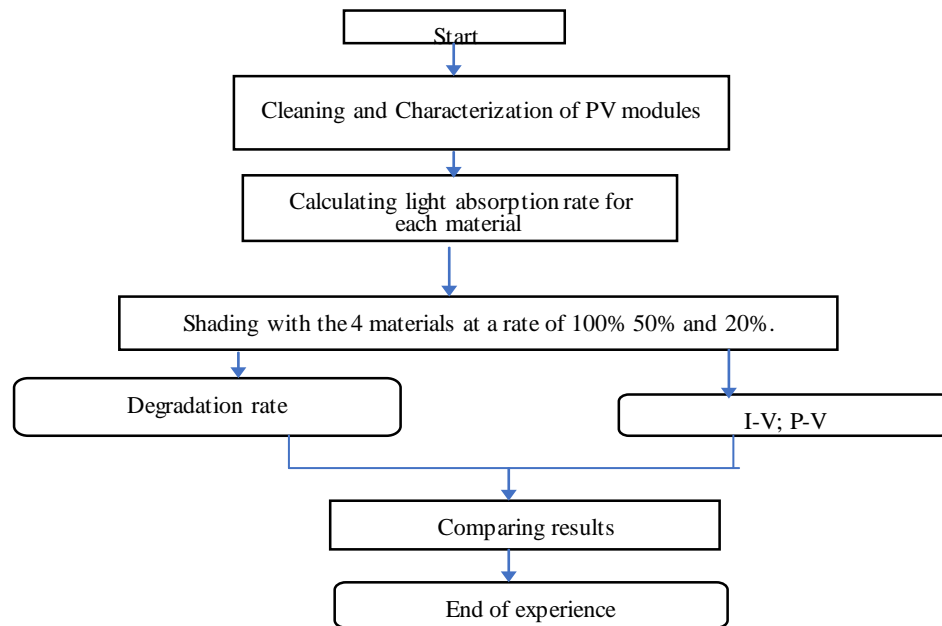 Start
Cleaning and Characterization of PV modules
Calculating light absorption rate for
each material
Shading with the 4 materials at a rate of 100% 50% and 20%.
Degradation rate
I-V; P-V
Comparing results
End of experience